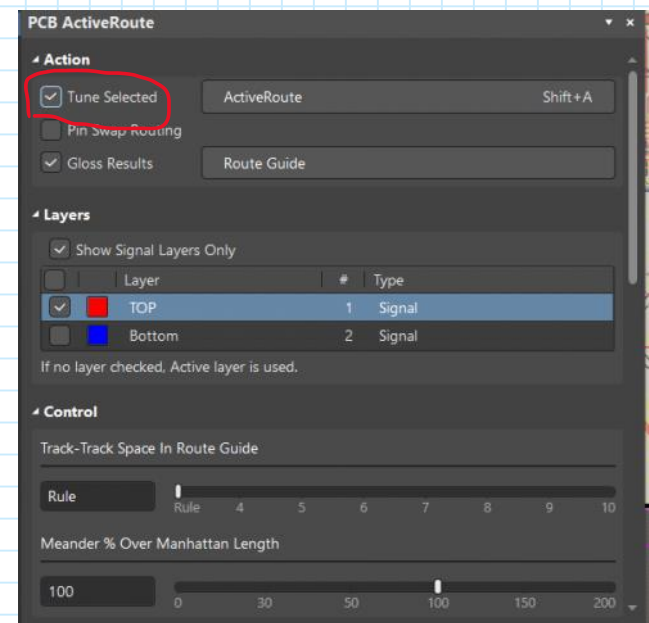 PCB ActiveRoute
Action
Tune Selected ActiveRoute Shift+A
Pin Swap Routing
Gloss Results Route Guide
Layers
Show Signal Layers Only
Layer # Type
TOP 1 Signal
Bottom 2 Signal
If no layer checked, Active layer is used.
Control
Track-Track Space In Route Guide
Rule
Rule 4 5 6 7 8 9 10
Meander % Over Manhattan Length
100
0 30 50 100 150 200